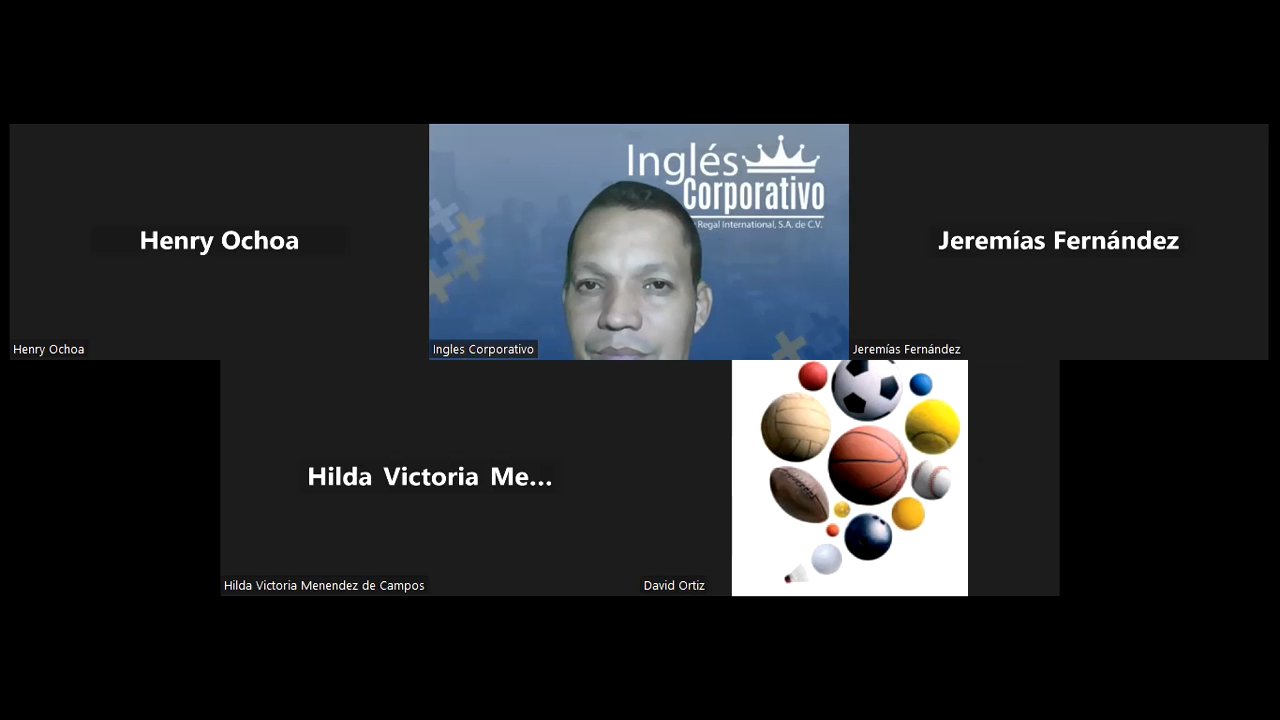 Henry Ochoa
Henry Ochoa
Inglés
Corporativo
Regal International, S.A. de C.V.
Ingles Corporativo
Jeremías Fernández
Jeremías Fernández
Hilda Victoria Me...
Hilda Victoria Menendez de Campos
David Ortiz